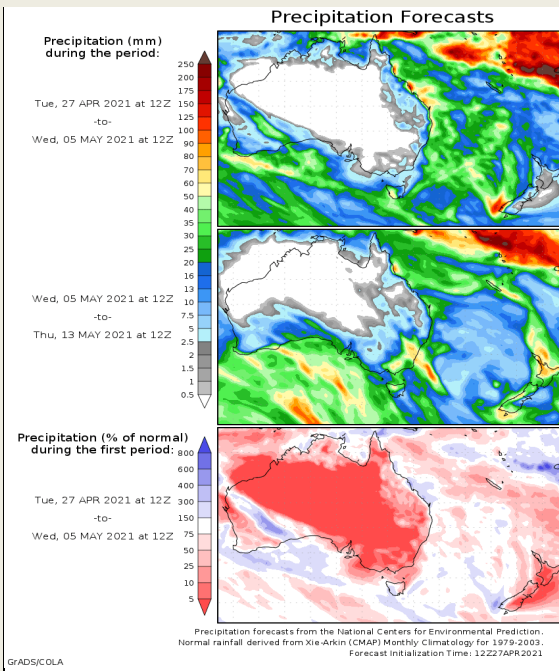 Precipitation Forecasts
Precipitation (mm)
during the period:
Tue, 27 APR 2021 at 12Z
-to-
Wed, 05 MAY 2021 at 12Z
250
200
175
150
125
100
90
80
70
60
50
40
35
30
25
20
16
13
10
7.5
5
2.5
2
1.5
1
0.5
Wed, 05 MAY 2021 at 12Z
-to-
Thu, 13 MAY 2021 at 12Z
Precipitation (% of normal)
during the first period:
Tue, 27 APR 2021 at 12Z
-to-
Wed, 05 MAY 2021 at 12Z
800
600
400
300
150
75
50
25
10
5
Precipitation forecasts from the National Centers for Environmental Prediction.
Normal rainfall derived from Xie-Arkin (CMAP) Monthly Climatology for 1979-2003.
Forecast Initialization Time: 12Z27APR2021
GrADS/COLA